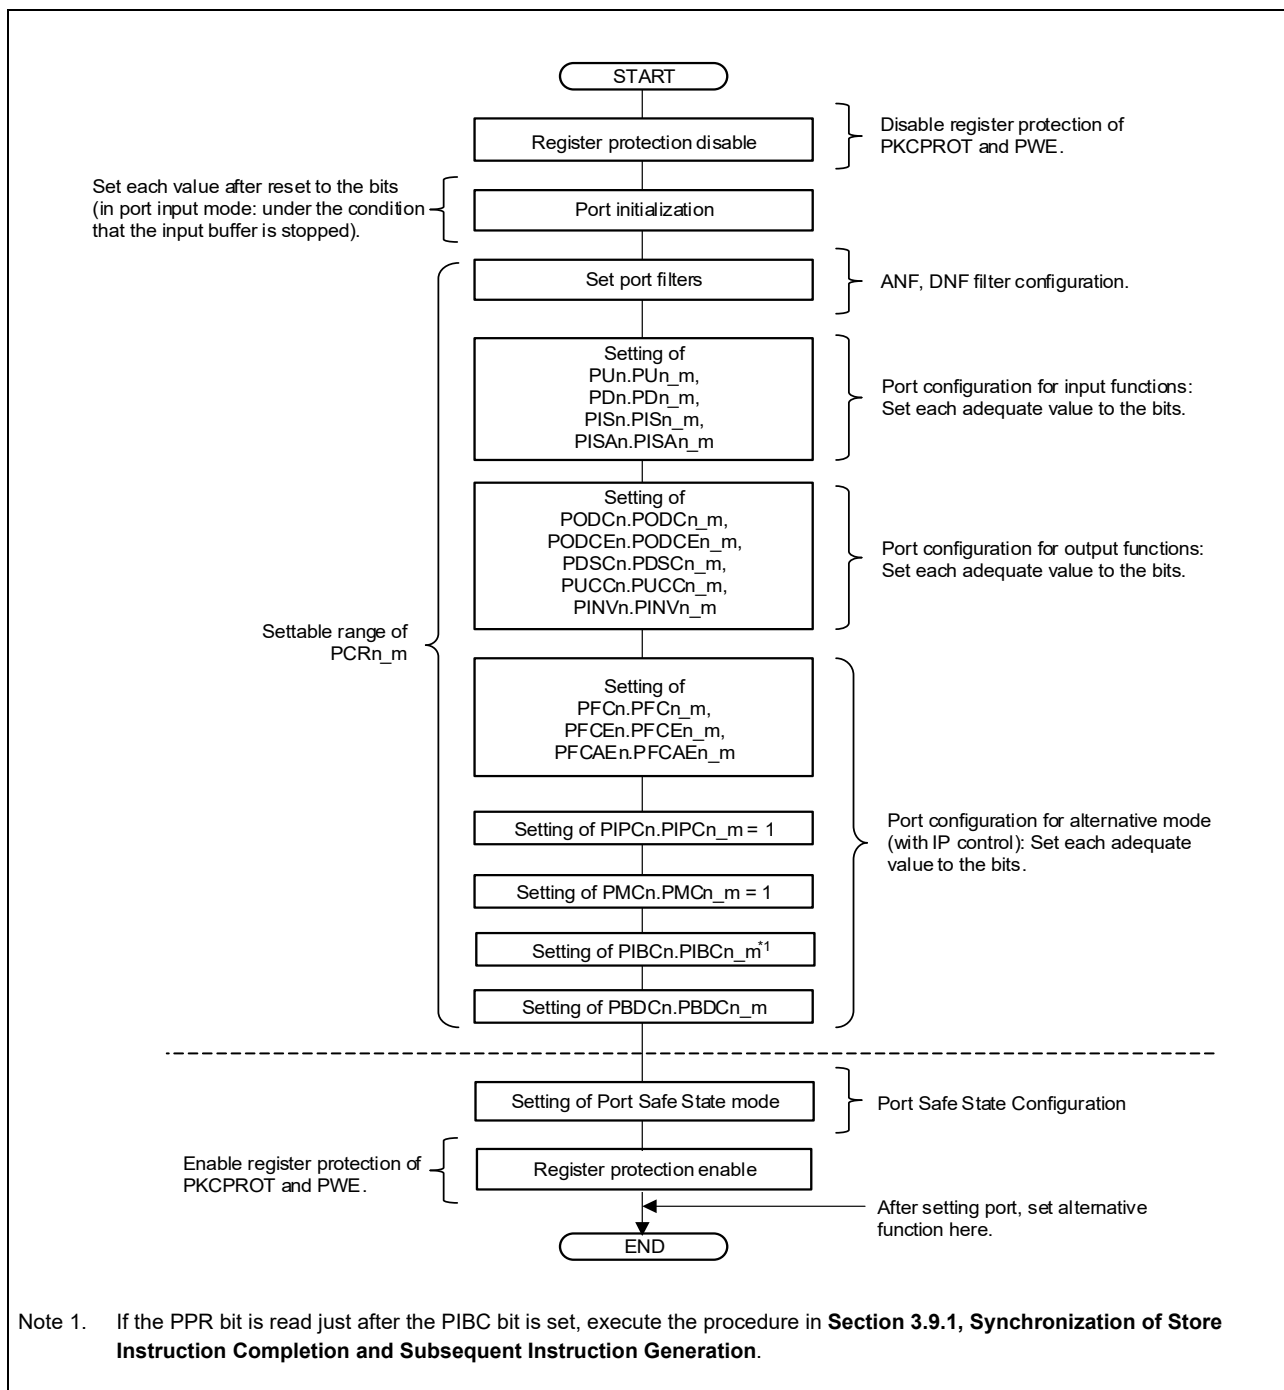 START
Register protection disable
Disable register protection of
PKCPROT and PWE.
Set each value after reset to the bits
(in port input mode: under the condition
that the input buffer is stopped).
Port initialization
Set port filters
ANF, DNF filter configuration.
Setting of
PUn.PUn_m,
PDn.PDn_m,
PISn.PISn_m,
PISAn.PISAn_m
Port configuration for input functions:
Set each adequate value to the bits.
Setting of
PODCn.PODCn_m,
PODCEn.PODCEn_m,
PDSCn.PDSCn_m,
PUCCn.PUCCn_m,
PINVn.PINVn_m
Port configuration for output functions:
Set each adequate value to the bits.
Settable range of
PCRn_m
Setting of
PFCn.PFCn_m,
PFCEn.PFCEn_m,
PFCAEn.PFCAEn_m
Setting of PIPCn.PIPCn_m = 1
Setting of PMCn.PMCn_m = 1
Setting of PIBCn.PIBCn_m*1
Setting of PBDCn.PBDCn_m
Port configuration for alternative mode
(with IP control): Set each adequate
value to the bits.
Setting of Port Safe State mode
Port Safe State Configuration
Enable register protection of
PKCPROT and PWE.
Register protection enable
After setting port, set alternative
function here.
END
Note 1. If the PPR bit is read just after the PIBC bit is set, execute the procedure in Section 3.9.1, Synchronization of Store
Instruction Completion and Subsequent Instruction Generation.